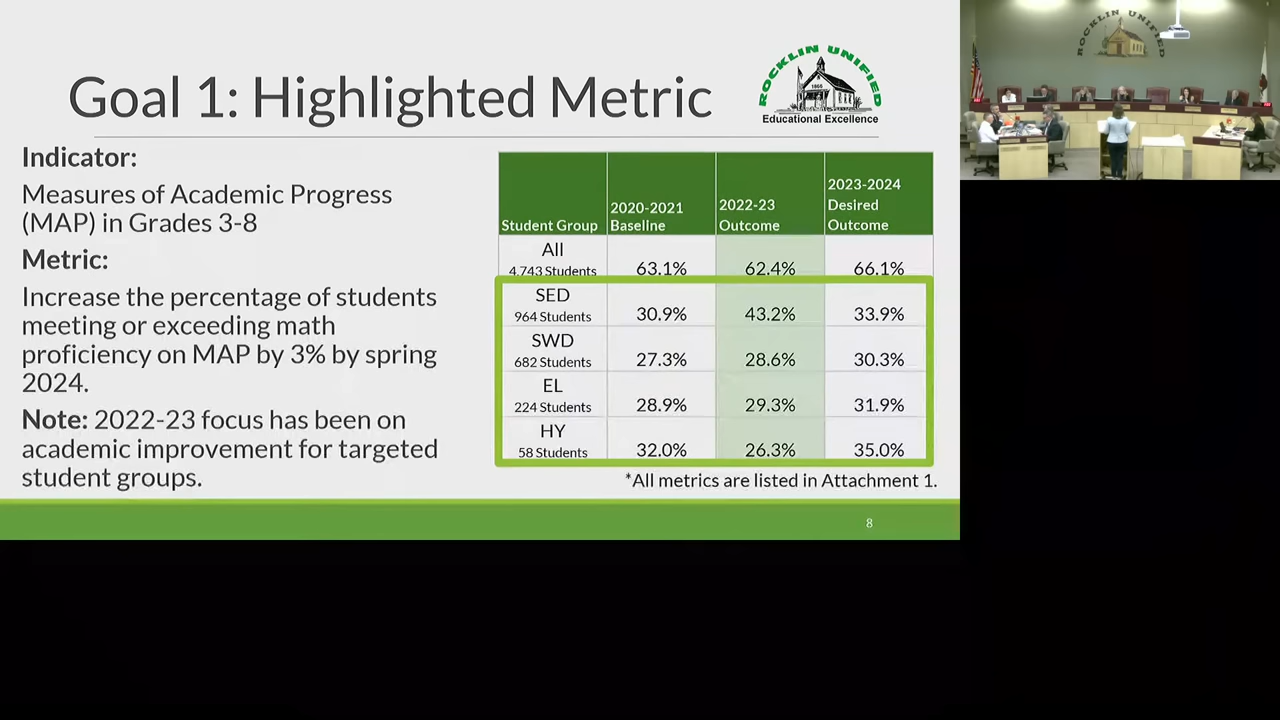 Goal 1: Highlighted Metric
ROCKLIN UNIFIED
1866
Educational Excellence
Indicator:
Measures of Academic Progress
(MAP) in Grades 3-8
Metric:
Increase the percentage of students
meeting or exceeding math
proficiency on MAP by 3% by spring
2024.
Note: 2022-23 focus has been on
academic improvement for targeted
student groups.
Student Group 2020-2021 Baselne 2022-23 Outcome 2023-2024 Desired Outcome
All 4,743 Students 63.1% 62.4% 66.1%
SED 964 Students 30.9% 43.2% 33.9%
SWD 682 Students 27.3% 28.6% 30.3%
EL 224 Students 28.9% 29.3% 31.9%
HY 58 Students 32.0% 26.3% 35.0%
*All metrics are listed in Attachment 1.
8
ROCKLIN UNIFIED